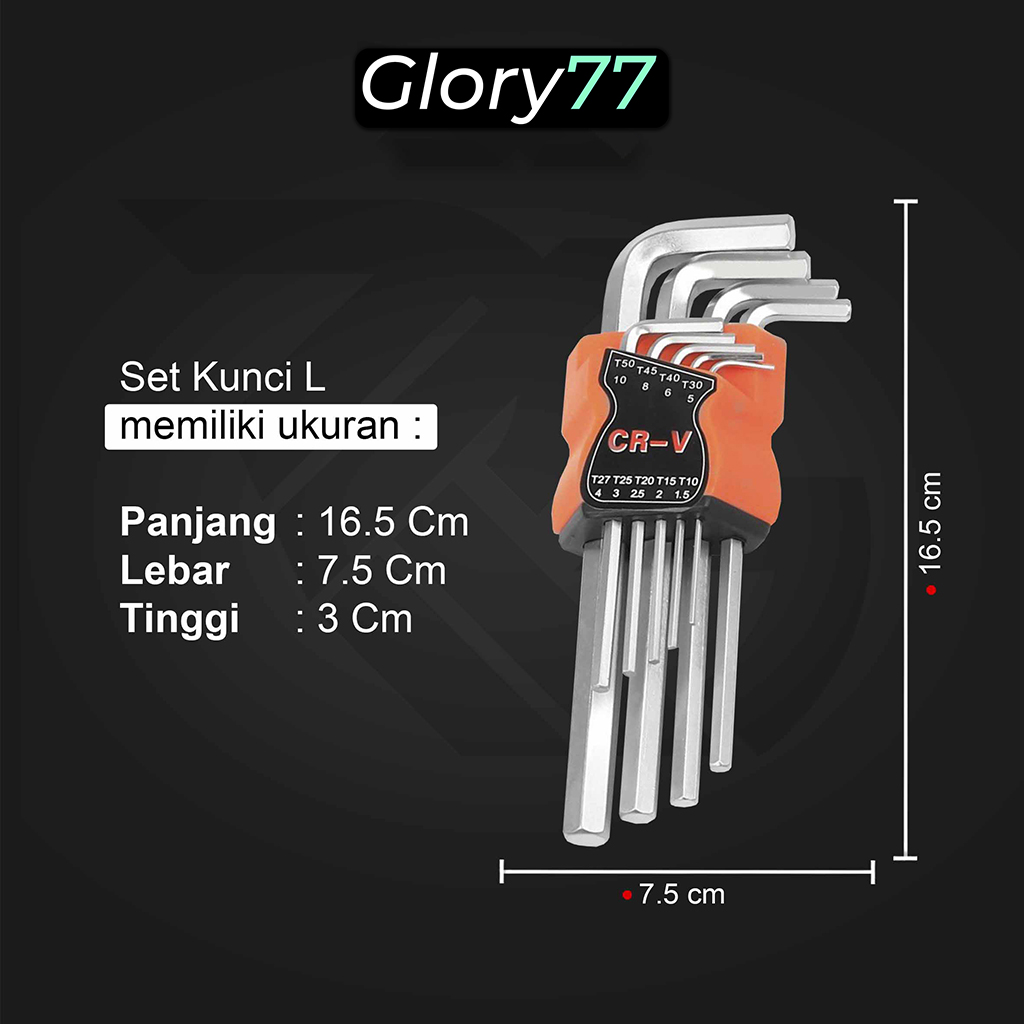 Glory77
Set Kunci L
memiliki ukuran :
Panjang : 16.5 Cm
Lebar : 7.5 Cm
Tinggi : 3 Cm
T50 T45 T40 T30
10 8 6 5
CR-V
T27 T25 T20 T15 T10
4 3 2.5 2 1.5
16.5 cm
7.5 cm